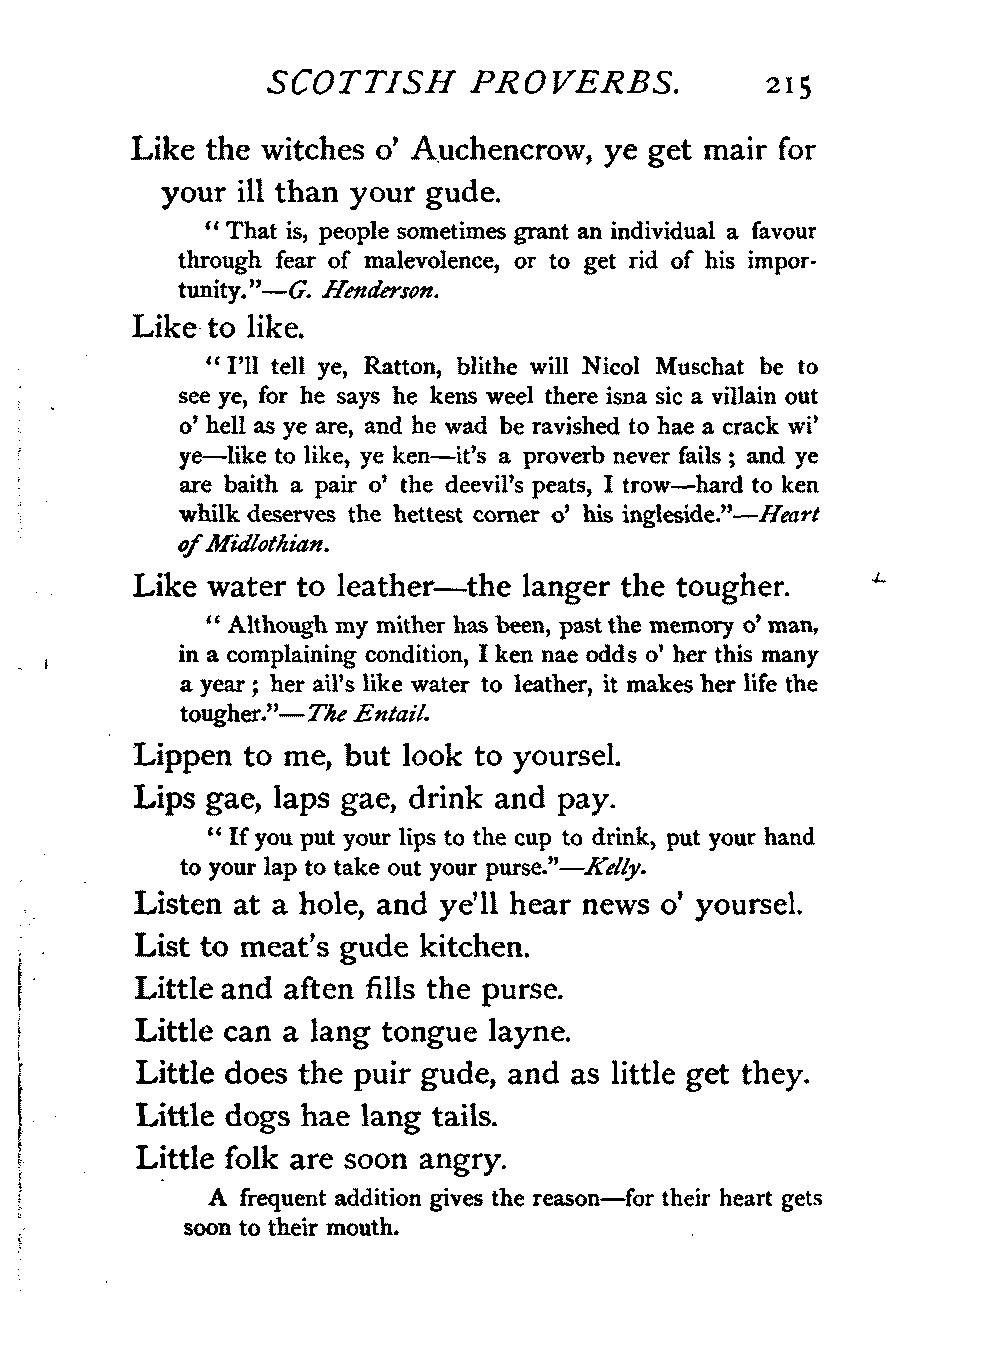 SCOTTISH PROVERBS. 215
Like the witches o' Auchencrow, ye get mair for
your ill than your gude.
“ That is, people sometimes grant an individual a favour
through fear of malevolence, or to get rid of his impor-
tunity.”—G. Henderson.
Like to like.
“ I'll tell ye, Ratton, blithe will Nicol Muschat be to
see ye, for he says he kens weel there isna sic a villain out
o' hell as ye are, and he wad be ravished to hae a crack wi'
ye—like to like, ye ken—it's a proverb never fails ; and ye
are baith a pair o' the deevil's peats, I trow—hard to ken
whilk deserves the hettest corner o' his ingleside.”—Heart
of Midlothian.
Like water to leather—the langer the tougher.
“ Although my mither has been, past the memory o' man,
in a complaining condition, I ken nae odds o' her this many
a year ; her ail's like water to leather, it makes her life the
tougher.”—The Entail.
Lippen to me, but look to yoursel.
Lips gae, laps gae, drink and pay.
“ If you put your lips to the cup to drink, put your hand
to your lap to take out your purse.”—Kelly.
Listen at a hole, and ye'll hear news o' yoursel.
List to meat's gude kitchen.
Little and aften fills the purse.
Little can a lang tongue layne.
Little does the puir gude, and as little get they.
Little dogs hae lang tails.
Little folk are soon angry.
A frequent addition gives the reason—for their heart gets
soon to their mouth.